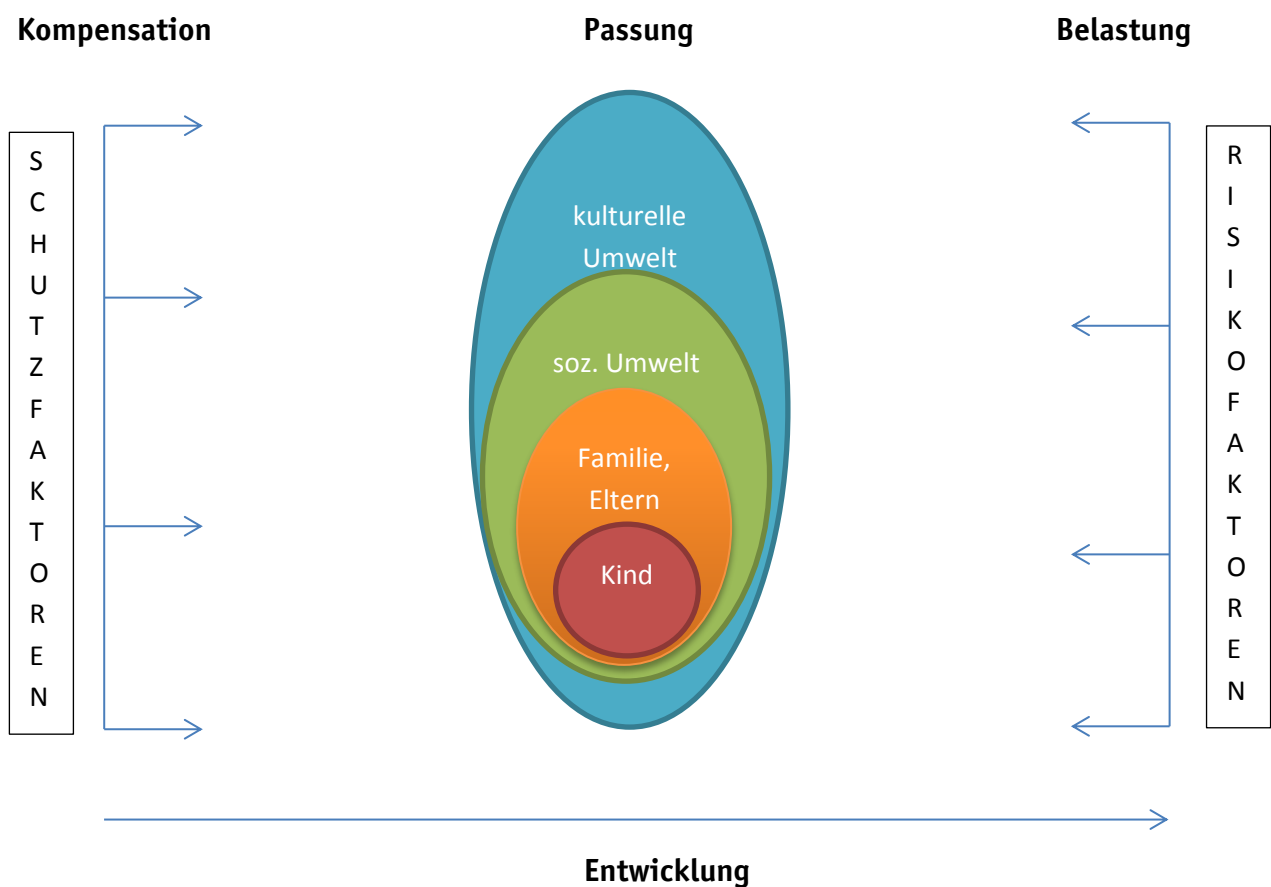 Kompensation
Passung
Belastung
S
C
H
U
T
Z
F
A
K
T
O
R
E
N
kulturelle
Umwelt
soz. Umwelt
Familie,
Eltern
Kind
R
I
S
I
K
O
F
A
K
T
O
R
E
N
Entwicklung